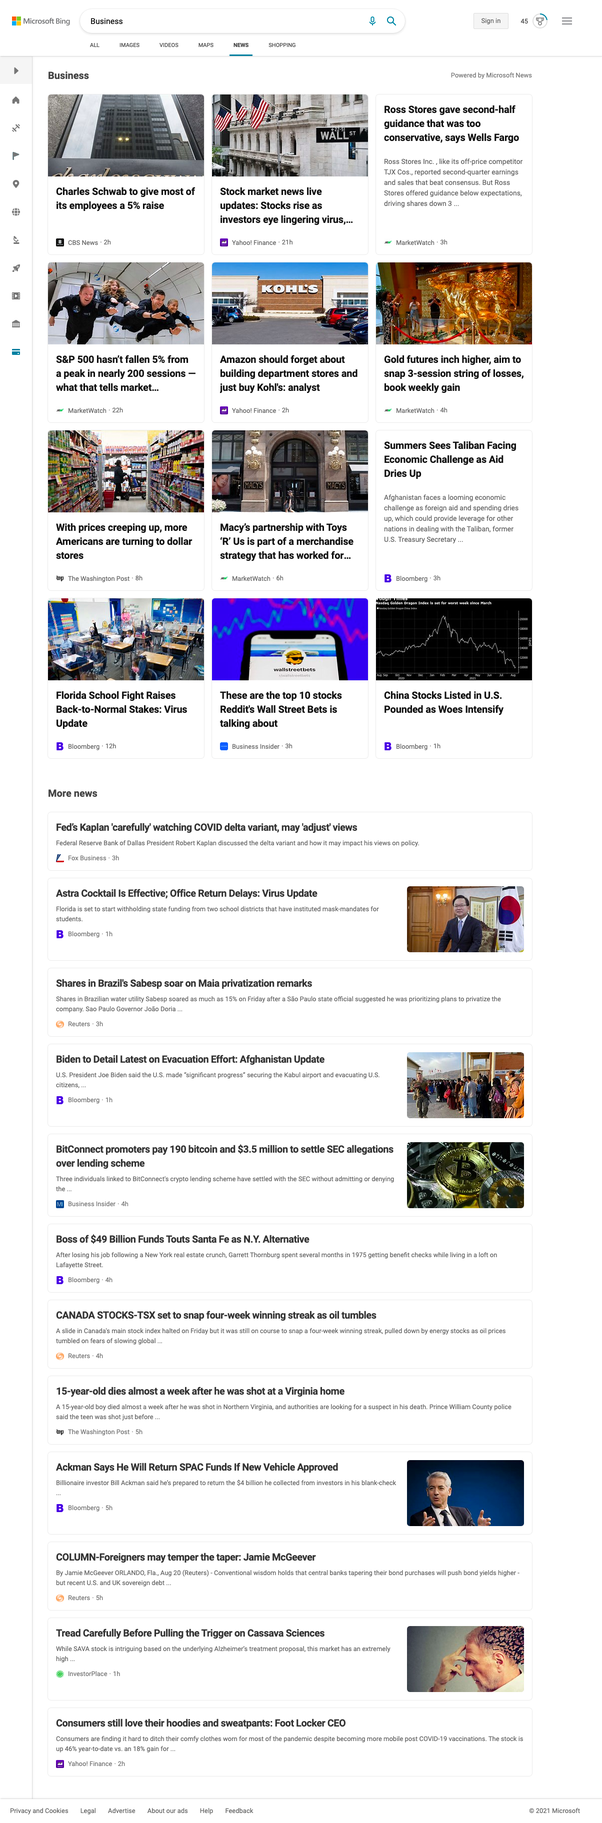 Microsoft Bing
Business
Sign in
45
ALL IMAGES VIDEOS MAPS NEWS SHOPPING
Business
Powered by Microsoft News
Charles Schwab to give most of
its employees a 5% raise
CBS News · 2h
WALL ST
Stock market news live
updates: Stocks rise as
investors eye lingering virus,...
Yahoo! Finance · 21h
Ross Stores gave second-half
guidance that was too
conservative, says Wells Fargo
Ross Stores Inc. , like its off-price competitor
TJX Cos., reported second-quarter earnings
and sales that beat consensus. But Ross
Stores offered guidance below expectations,
driving shares down 3 ...
MarketWatch · 3h
S&P 500 hasn't fallen 5% from
a peak in nearly 200 sessions —
what that tells market...
MarketWatch · 22h
KOHL'S
Amazon should forget about
building department stores and
just buy Kohl's: analyst
Yahoo! Finance · 2h
Gold futures inch higher, aim to
snap 3-session string of losses,
book weekly gain
MarketWatch · 4h
With prices creeping up, more
Americans are turning to dollar
stores
wp The Washington Post · 8h
Macy's partnership with Toys
'R' Us is part of a merchandise
strategy that has worked for...
MarketWatch · 6h
Summers Sees Taliban Facing
Economic Challenge as Aid
Dries Up
Afghanistan faces a looming economic
challenge as foreign aid and spending dries
up, which could provide leverage for other
nations in dealing with the Taliban, former
U.S. Treasury Secretary ...
B Bloomberg · 3h
Florida School Fight Raises
Back-to-Normal Stakes: Virus
Update
B Bloomberg · 12h
wallstreetbets
These are the top 10 stocks
Reddit's Wall Street Bets is
talking about
Business Insider · 3h
Nasdaq Golden Dragon Index is set for worst week since March
China Stocks Listed in U.S.
Pounded as Woes Intensify
B Bloomberg · 1h
More news
Fed's Kaplan 'carefully' watching COVID delta variant, may 'adjust' views
Federal Reserve Bank of Dallas President Robert Kaplan discussed the delta variant and how it may impact his views on policy.
Fox Business · 3h
Astra Cocktail Is Effective; Office Return Delays: Virus Update
Florida is set to start withholding state funding from two school districts that have instituted mask-mandates for
students.
B Bloomberg · 1h
Shares in Brazil's Sabesp soar on Maia privatization remarks
Shares in Brazilian water utility Sabesp soared as much as 15% on Friday after a São Paulo state official suggested he was prioritizing plans to privatize the
company. Sao Paulo Governor João Doria ...
Reuters · 3h
Biden to Detail Latest on Evacuation Effort: Afghanistan Update
U.S. President Joe Biden said the U.S. made "significant progress" securing the Kabul airport and evacuating U.S.
citizens, ...
B Bloomberg · 1h
BitConnect promoters pay 190 bitcoin and $3.5 million to settle SEC allegations
over lending scheme
Three individuals linked to BitConnect's crypto lending scheme have settled with the SEC without admitting or denying
the ...
Business Insider · 4h
Boss of $49 Billion Funds Touts Santa Fe as N.Y. Alternative
After losing his job following a New York real estate crunch, Garrett Thornburg spent several months in 1975 getting benefit checks while living in a loft on
Lafayette Street.
B Bloomberg · 4h
CANADA STOCKS-TSX set to snap four-week winning streak as oil tumbles
A slide in Canada's main stock index halted on Friday but it was still on course to snap a four-week winning streak, pulled down by energy stocks as oil prices
tumbled on fears of slowing global ...
Reuters · 4h
15-year-old dies almost a week after he was shot at a Virginia home
A 15-year-old boy died almost a week after he was shot in Northern Virginia, and authorities are looking for a suspect in his death. Prince William County police
said the teen was shot just before ...
wp The Washington Post · 5h
Ackman Says He Will Return SPAC Funds If New Vehicle Approved
Billionaire investor Bill Ackman said he's prepared to return the $4 billion he collected from investors in his blank-check
...
B Bloomberg · 5h
COLUMN-Foreigners may temper the taper: Jamie McGeever
By Jamie McGeever ORLANDO, Fla., Aug 20 (Reuters) - Conventional wisdom holds that central banks tapering their bond purchases will push bond yields higher -
but recent U.S. and UK sovereign debt ...
Reuters · 5h
Tread Carefully Before Pulling the Trigger on Cassava Sciences
While SAVA stock is intriguing based on the underlying Alzheimer's treatment proposal, this market has an extremely
high ...
InvestorPlace · 1h
Consumers still love their hoodies and sweatpants: Foot Locker CEO
Consumers are finding it hard to ditch their comfy clothes worn for most of the pandemic despite becoming more mobile post COVID-19 vaccinations. The stock is
up 46% year-to-date vs. an 18% gain for ...
Yahoo! Finance · 2h
Privacy and Cookies Legal Advertise About our ads Help Feedback
© 2021 Microsoft